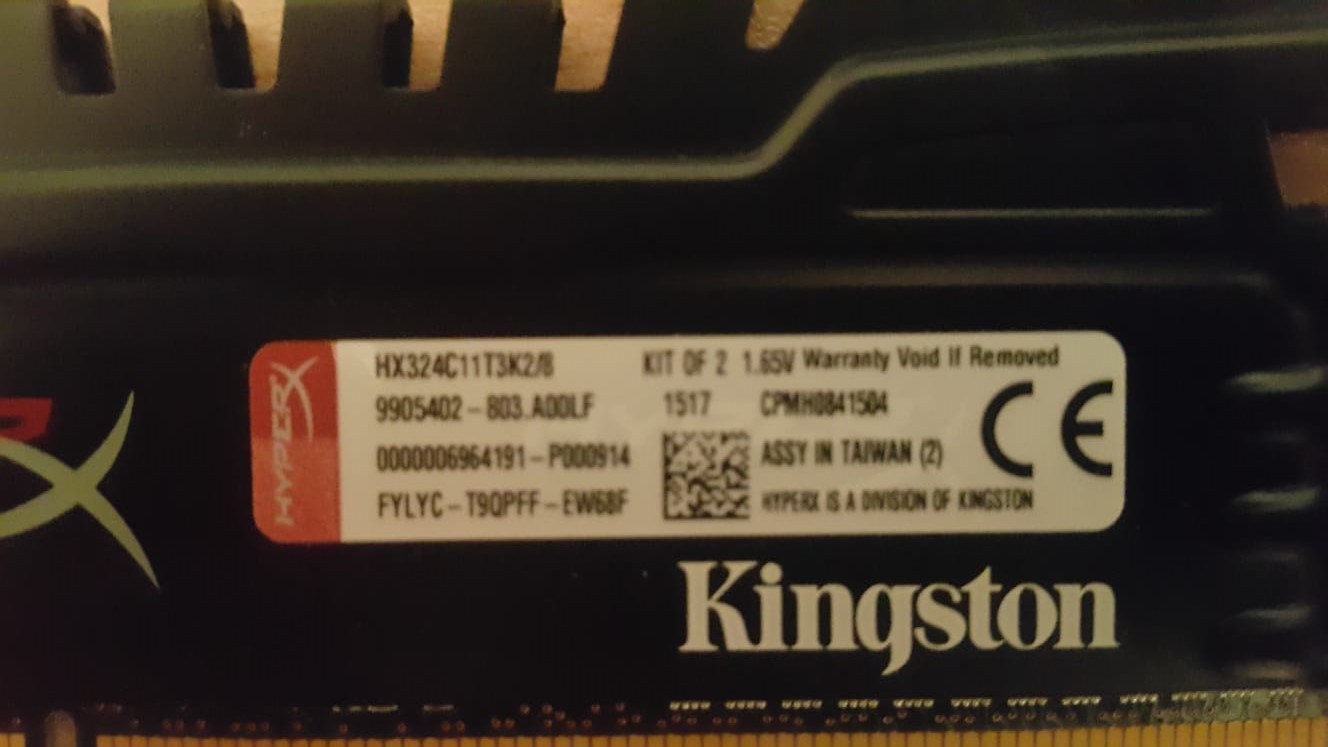 HX324C11T3K2/8 KIT OF 2 1.65V Warranty Void If Removed
9905402-803.A00LF 1517 CPMH0841504
0000006964191-P000914 ASSY IN TAIWAN (2)
FYLYC-T9QPFF-EW68F HYPERX IS A DIVISION OF KINGSTON
HYPERX
CE
Kingston